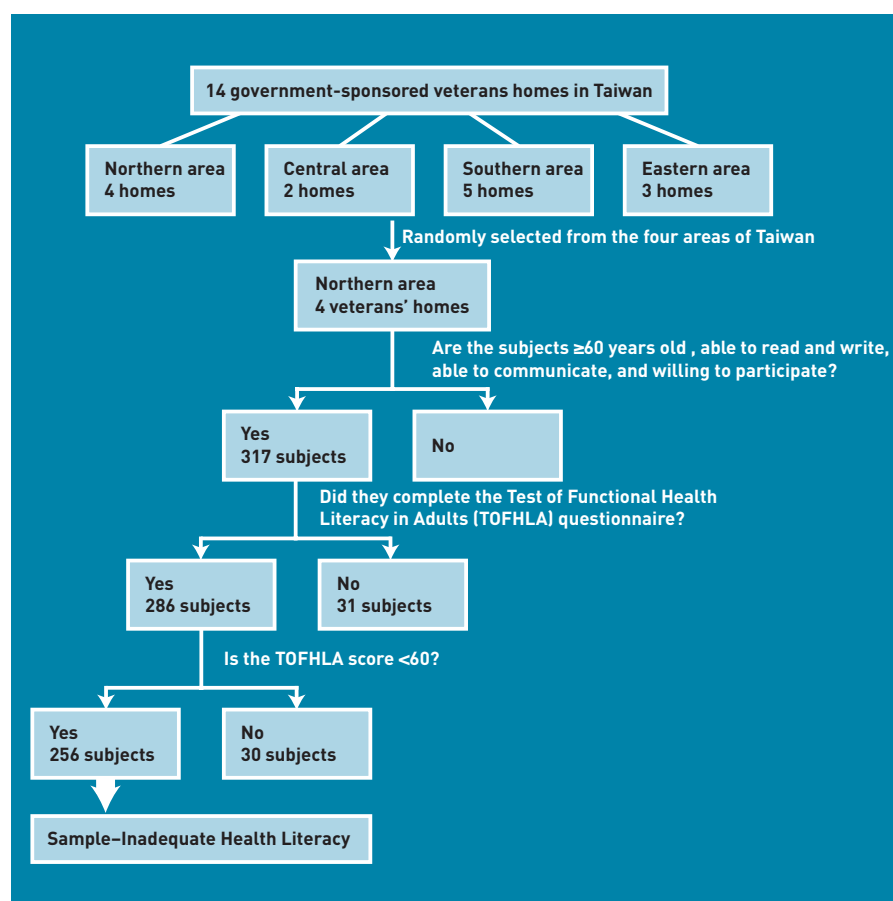 14 government-sponsored veterans homes in Taiwan
Northern area
4 homes
Central area
2 homes
Southern area
5 homes
Eastern area
3 homes
Randomly selected from the four areas of Taiwan
Northern area
4 veterans’ homes
Are the subjects ≥60 years old , able to read and write,
able to communicate, and willing to participate?
Yes
317 subjects
No
Did they complete the Test of Functional Health
Literacy in Adults (TOFHLA) questionnaire?
Yes
286 subjects
No
31 subjects
Is the TOFHLA score <60?
Yes
256 subjects
No
30 subjects
Sample–Inadequate Health Literacy